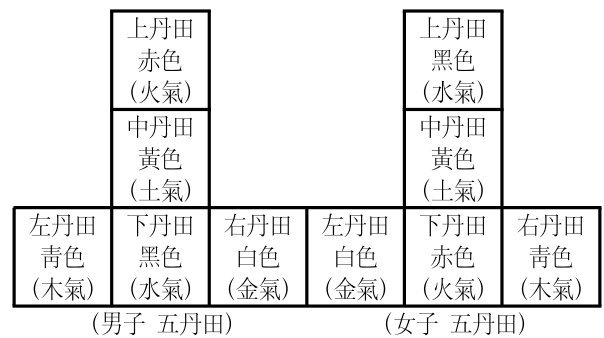 上丹田
赤色
(火氣)
上丹田
黑色
(水氣)
中丹田
黃色
(土氣)
中丹田
黃色
(土氣)
左丹田
靑色
(木氣)
下丹田
黑色
(水氣)
右丹田
白色
(金氣)
左丹田
白色
(金氣)
下丹田
赤色
(火氣)
右丹田
靑色
(木氣)
(男子 五丹田)
(女子 五丹田)